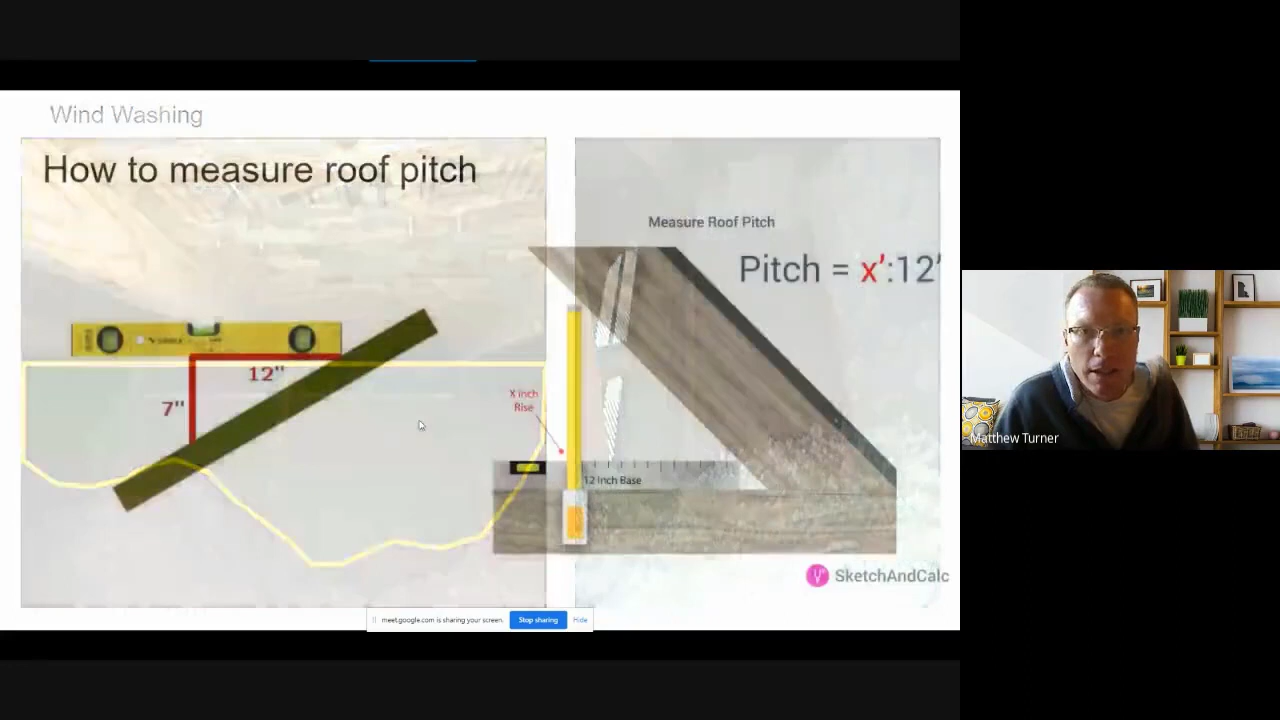 Wind Washing
How to measure roof pitch
12"
7"
Measure Roof Pitch
Pitch = x':12'
X inch
Rise
12 Inch Base
SketchAndCalc
meet.google.com is sharing your screen.
Stop sharing
Hide
Matthew Turner